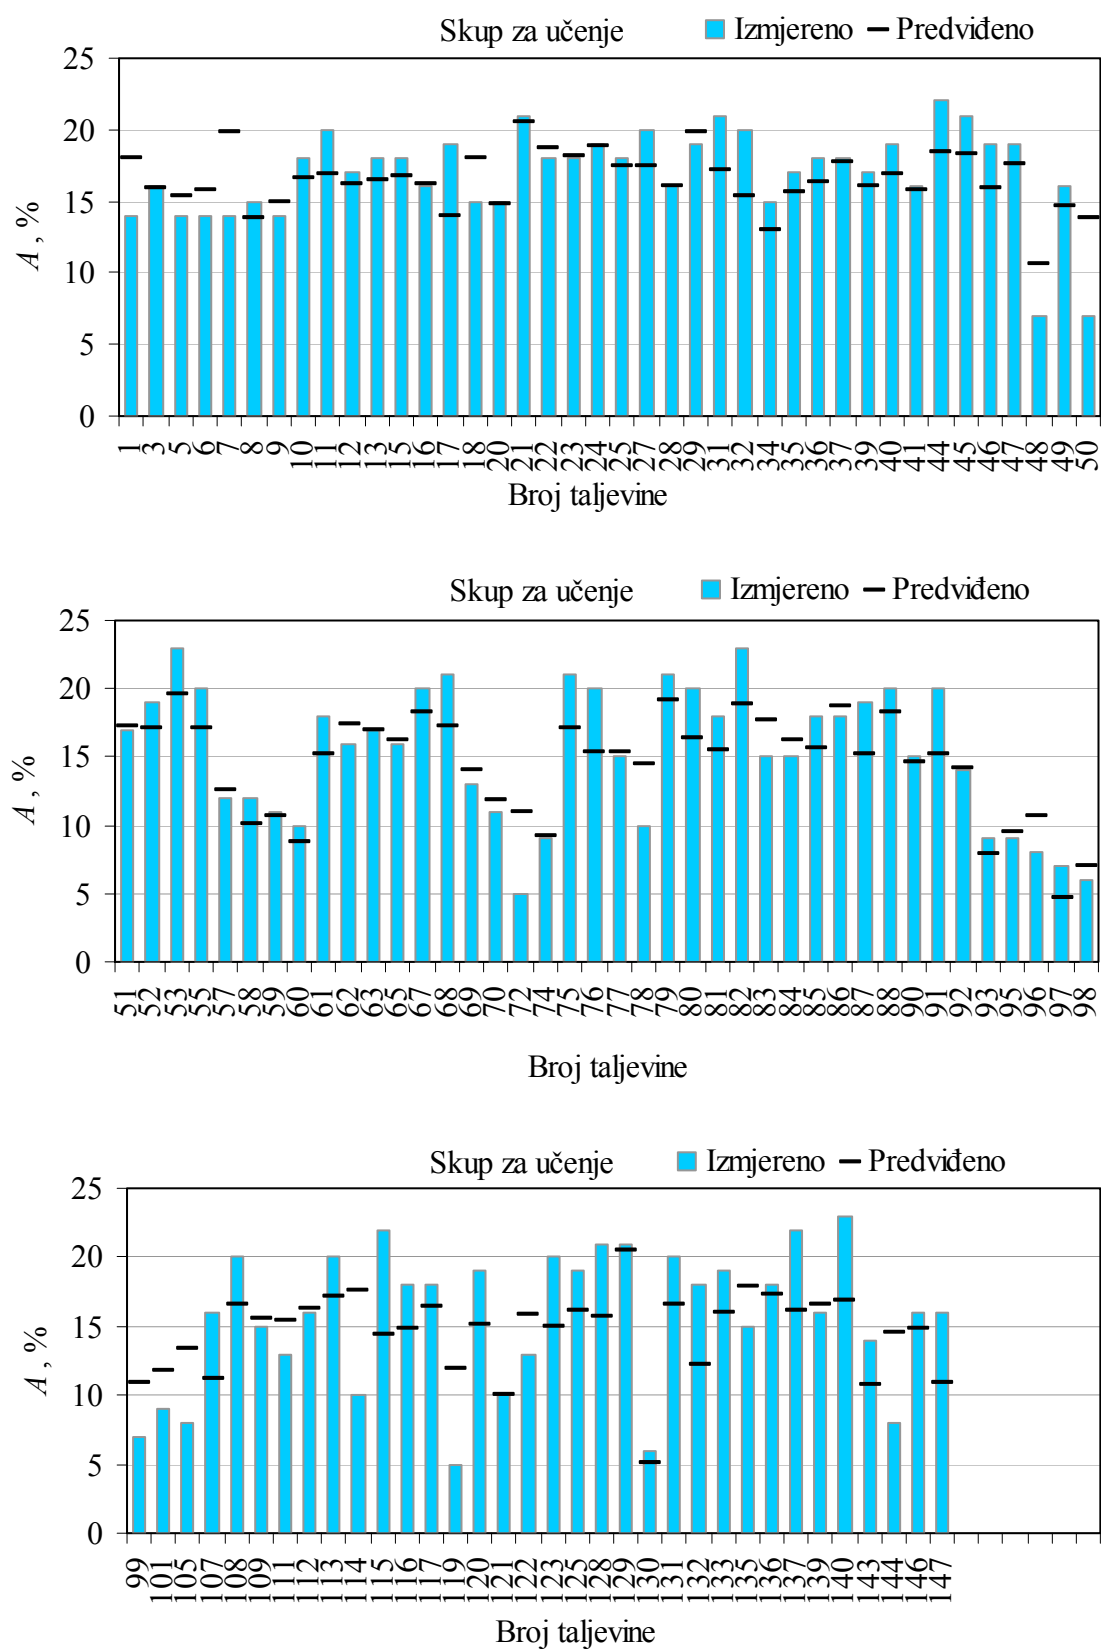 Skup za učenje Izmjereno Predviđeno
25
20
15
10
5
0
A , %
1 3 5 6 7 8 9 10 11 12 13 15 16 17 18 20 21 22 23 24 25 27 28 29 31 32 34 35 36 37 39 40 41 44 45 46 47 48 49 50
Broj taljevine
Skup za učenje Izmjereno Predviđeno
25
20
15
10
5
0
A , %
51 52 53 55 57 58 59 60 61 62 63 65 67 68 69 70 72 74 75 76 77 78 79 80 81 82 83 84 85 86 87 88 90 91 92 93 95 96 97 98
Broj taljevine
Skup za učenje Izmjereno Predviđeno
25
20
15
10
5
0
A , %
99 101 105 107 108 109 111 112 113 114 115 116 117 119 120 121 122 123 125 128 129 130 131 132 133 135 136 137 139 140 143 144 146 147
Broj taljevine